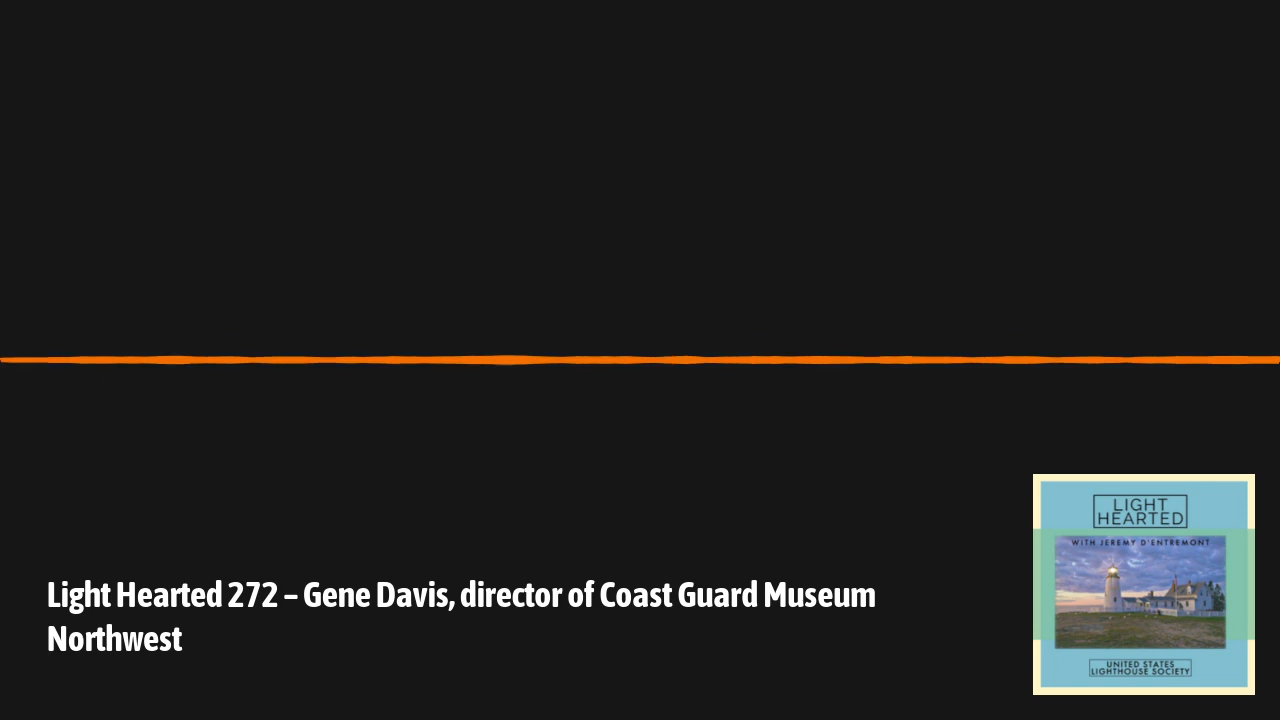 Light Hearted 272 – Gene Davis, director of Coast Guard Museum
Northwest
LIGHT
HEARTED
WITH JEREMY D'ENTREMONT
UNITED STATES
LIGHTHOUSE SOCIETY